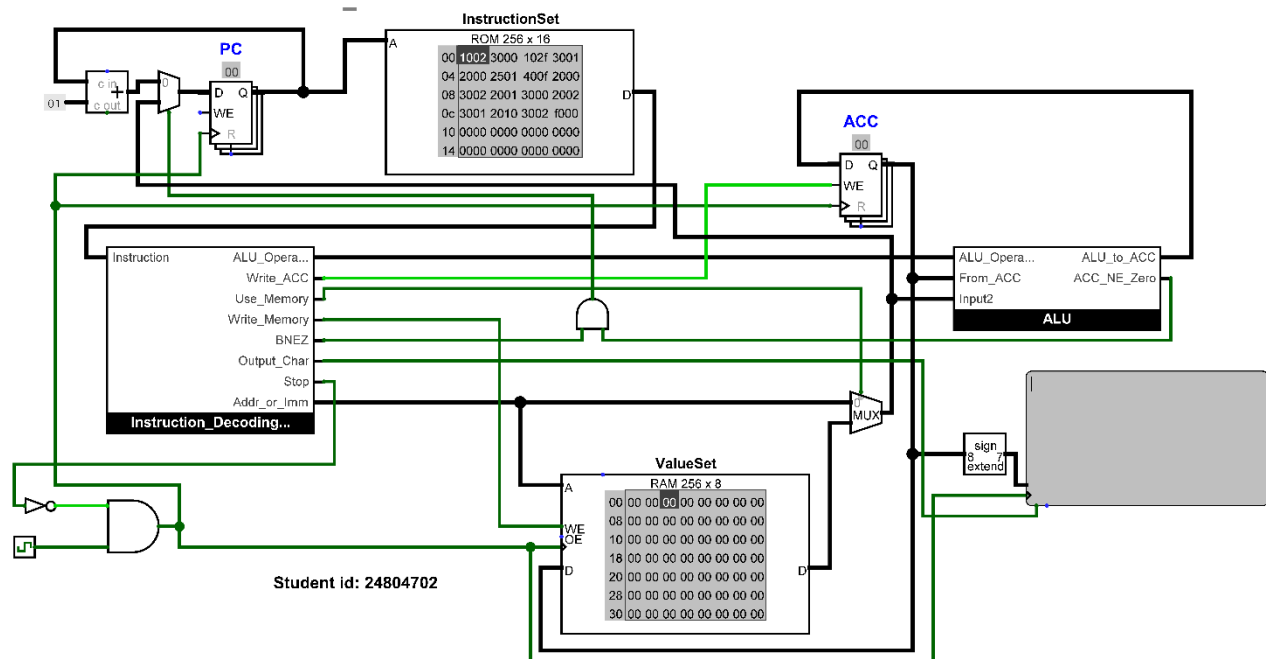 InstructionSet
ROM 256 x 16
PC
00
A
00 1002 3000 102f 3001
04 2000 2501 400f 2000
08 3002 2001 3000 2002
0c 3001 2010 3002 f000
10 0000 0000 0000 0000
14 0000 0000 0000 0000
D
c in
+
c out
01
0
D Q
WE
R
ACC
00
D Q
WE
R
Instruction
ALU_Opera...
Write_ACC
Use_Memory
Write_Memory
BNEZ
Output_Char
Stop
Addr_or_Imm
Instruction_Decoding...
ALU_Opera...
From_ACC
Input2
ALU_to_ACC
ACC_NE_Zero
ALU
0
MUX
sign
8 7
extend
ValueSet
RAM 256 x 8
A
WE
OE
D
00 00 00 00 00 00 00 00 00
08 00 00 00 00 00 00 00 00
10 00 00 00 00 00 00 00 00
18 00 00 00 00 00 00 00 00
20 00 00 00 00 00 00 00 00
28 00 00 00 00 00 00 00 00
30 00 00 00 00 00 00 00 00
D
Student id: 24804702